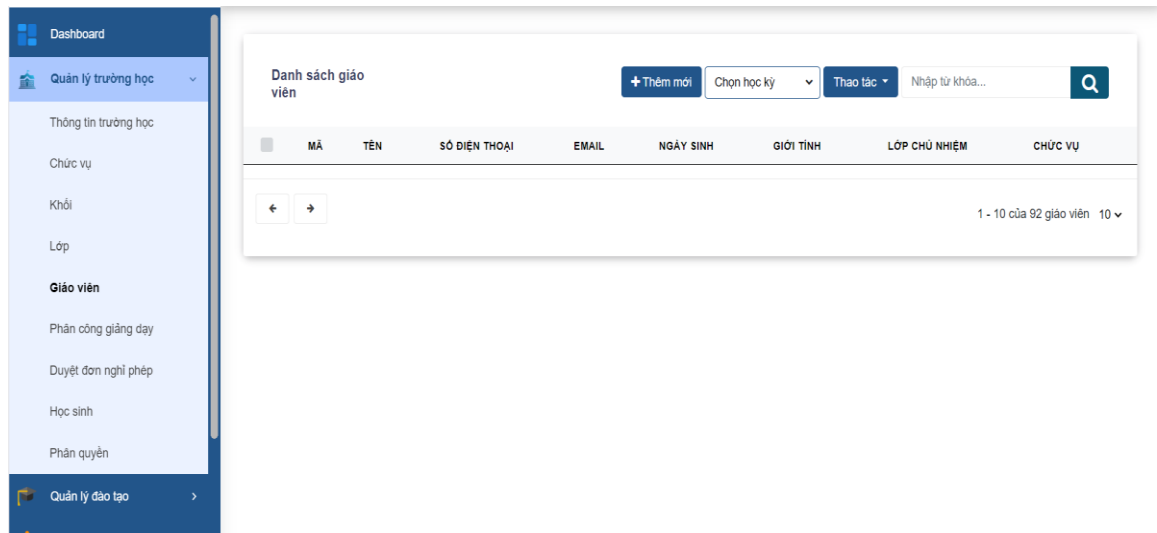 Dashboard
Quản lý trường học
Thông tin trường học
Chức vụ
Khối
Lớp
Giáo viên
Phân công giảng dạy
Duyệt đơn nghỉ phép
Học sinh
Phân quyền
Quản lý đào tạo
Danh sách giáo
viên
+ Thêm mới
Chọn học kỳ
Thao tác
Nhập từ khóa...
MÃ TÊN SỐ ĐIỆN THOẠI EMAIL NGÀY SINH GIỚI TÍNH LỚP CHỦ NHIỆM CHỨC VỤ
1 - 10 của 92 giáo viên 10